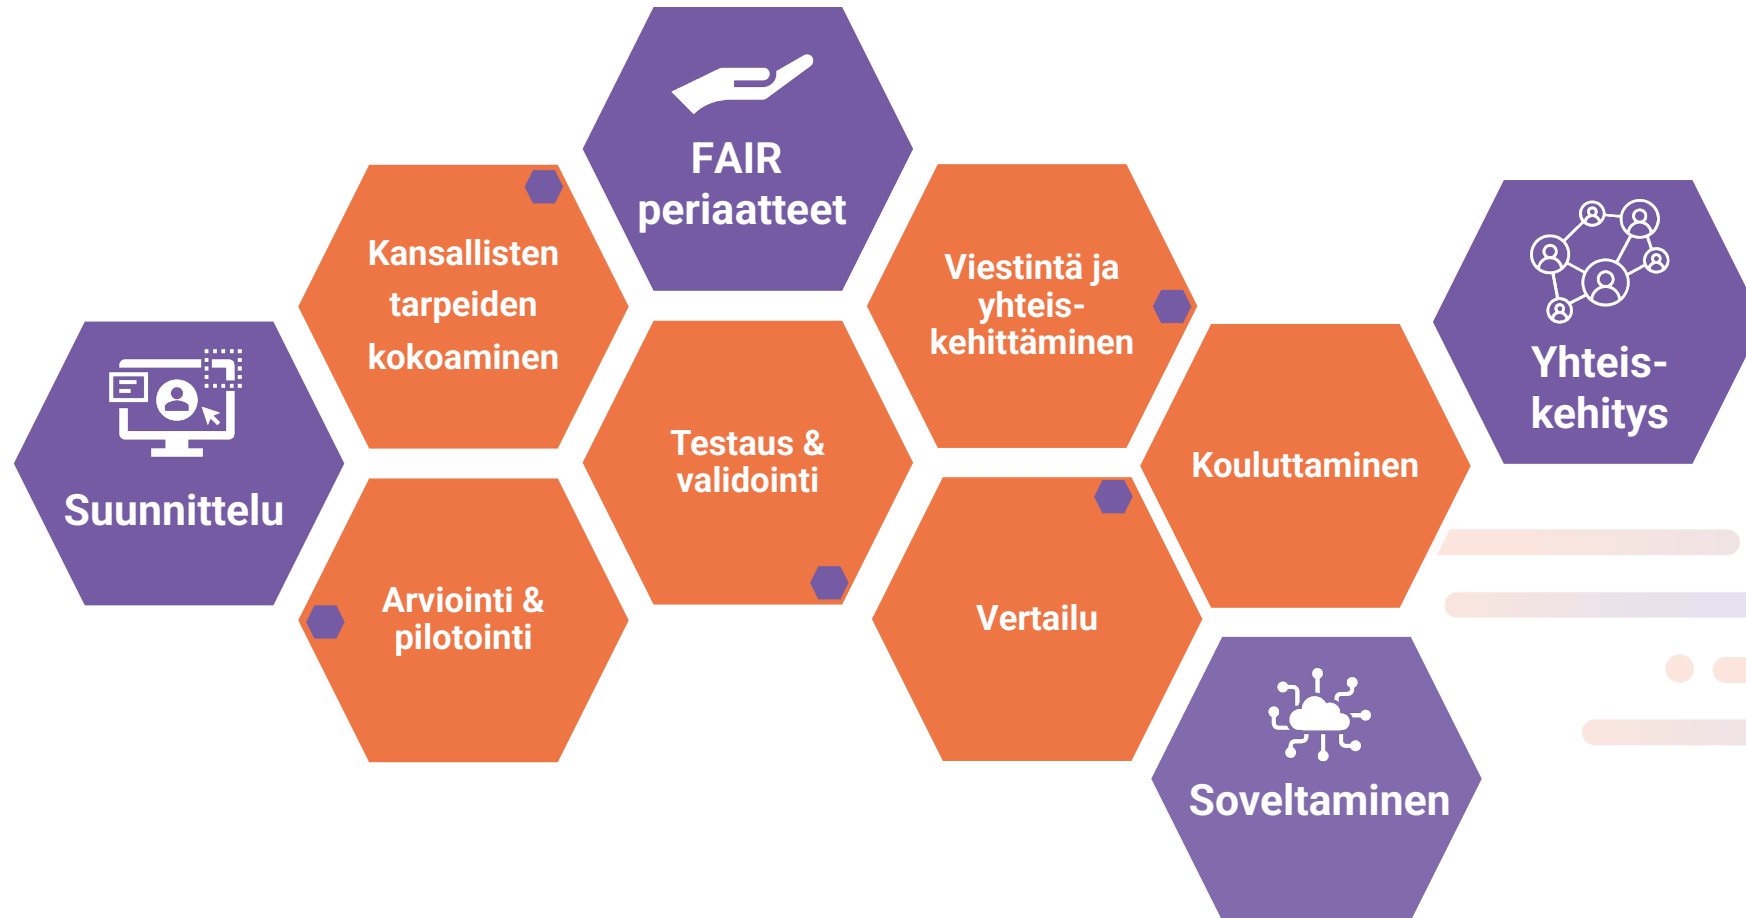 FAIR
periaatteet
Kansallisten
tarpeiden
kokoaminen
Viestintä ja
yhteis-
kehittäminen
Yhteis-
kehitys
Suunnittelu
Testaus &
validointi
Kouluttaminen
Arviointi &
pilotointi
Vertailu
Soveltaminen